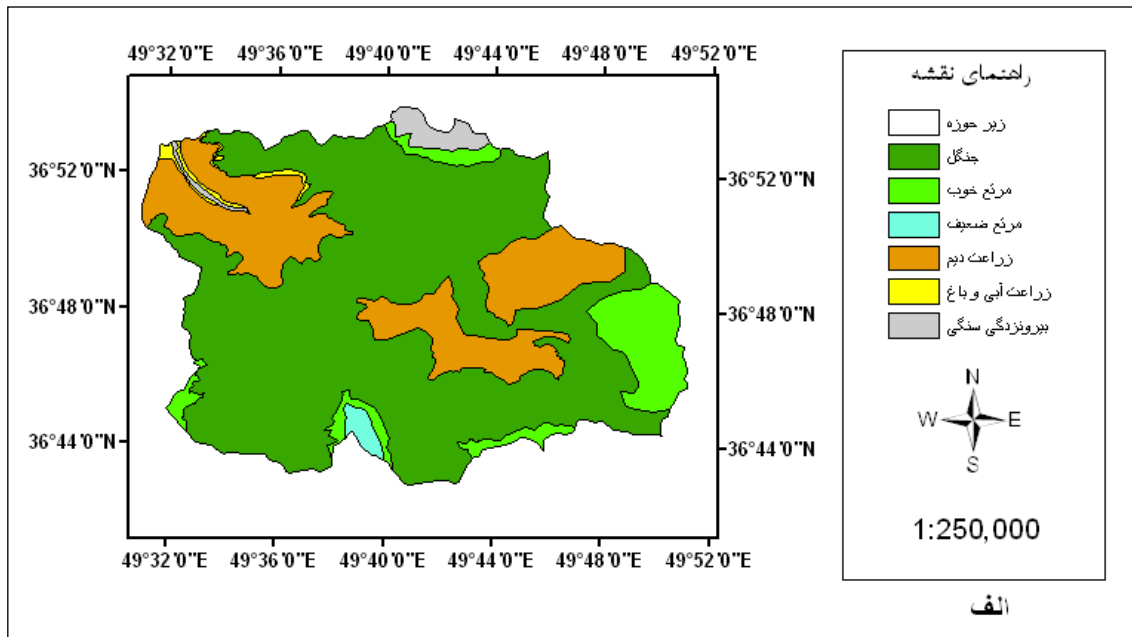 49°32'0"E 49°36'0"E 49°40'0"E 49°44'0"E 49°48'0"E 49°52'0"E
36°52'0"N 36°52'0"N
36°48'0"N 36°48'0"N
36°44'0"N 36°44'0"N
49°32'0"E 49°36'0"E 49°40'0"E 49°44'0"E 49°48'0"E 49°52'0"E
راهنمای نقشه
زیر حوزه
جنگل
مرتع خوب
مرتع ضعیف
زراعت دیم
زراعت آبی و باغ
بیرونزدگی سنگی
N
W E
S
1:250,000
الف